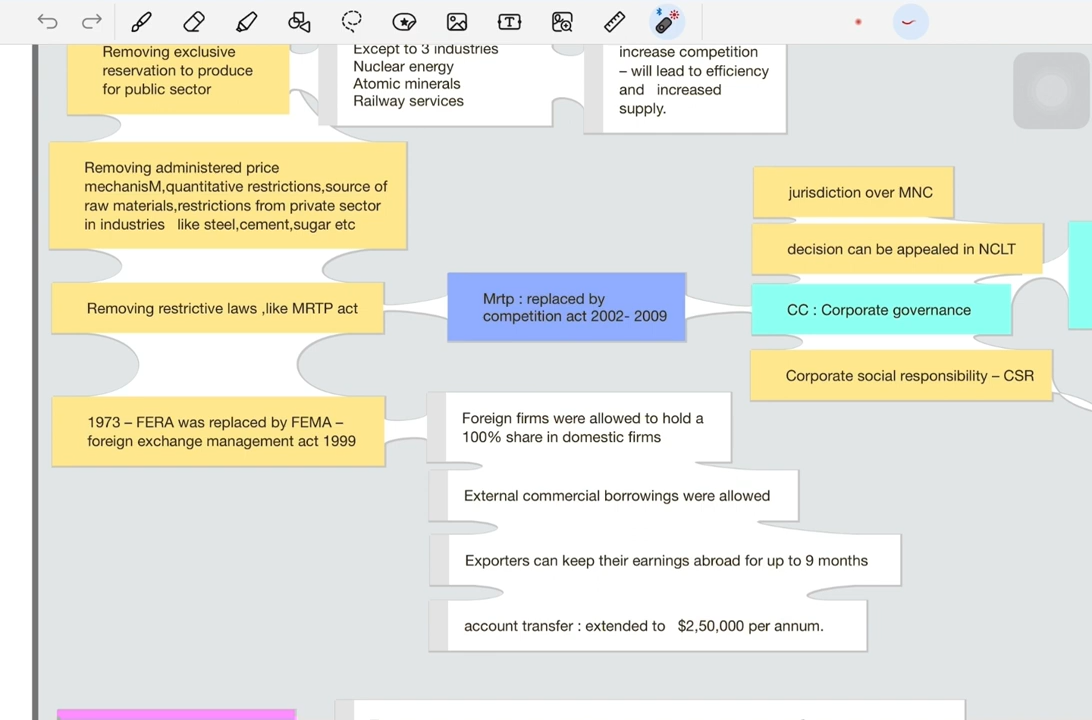 Removing exclusive
reservation to produce
for public sector
Except to 3 industries
Nuclear energy
Atomic minerals
Railway services
increase competition
– will lead to efficiency
and increased
supply.
Removing administered price
mechanisM,quantitative restrictions,source of
raw materials,restrictions from private sector
in industries like steel,cement,sugar etc
jurisdiction over MNC
decision can be appealed in NCLT
Removing restrictive laws ,like MRTP act
Mrtp : replaced by
competition act 2002- 2009
CC : Corporate governance
Corporate social responsibility – CSR
1973 – FERA was replaced by FEMA –
foreign exchange management act 1999
Foreign firms were allowed to hold a
100% share in domestic firms
External commercial borrowings were allowed
Exporters can keep their earnings abroad for up to 9 months
account transfer : extended to $2,50,000 per annum.